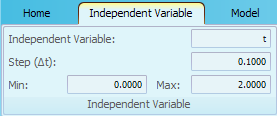 Home Independent Variable Model
Independent Variable: t
Step (Δt): 0.1000
Min: 0.0000 Max: 2.0000
Independent Variable